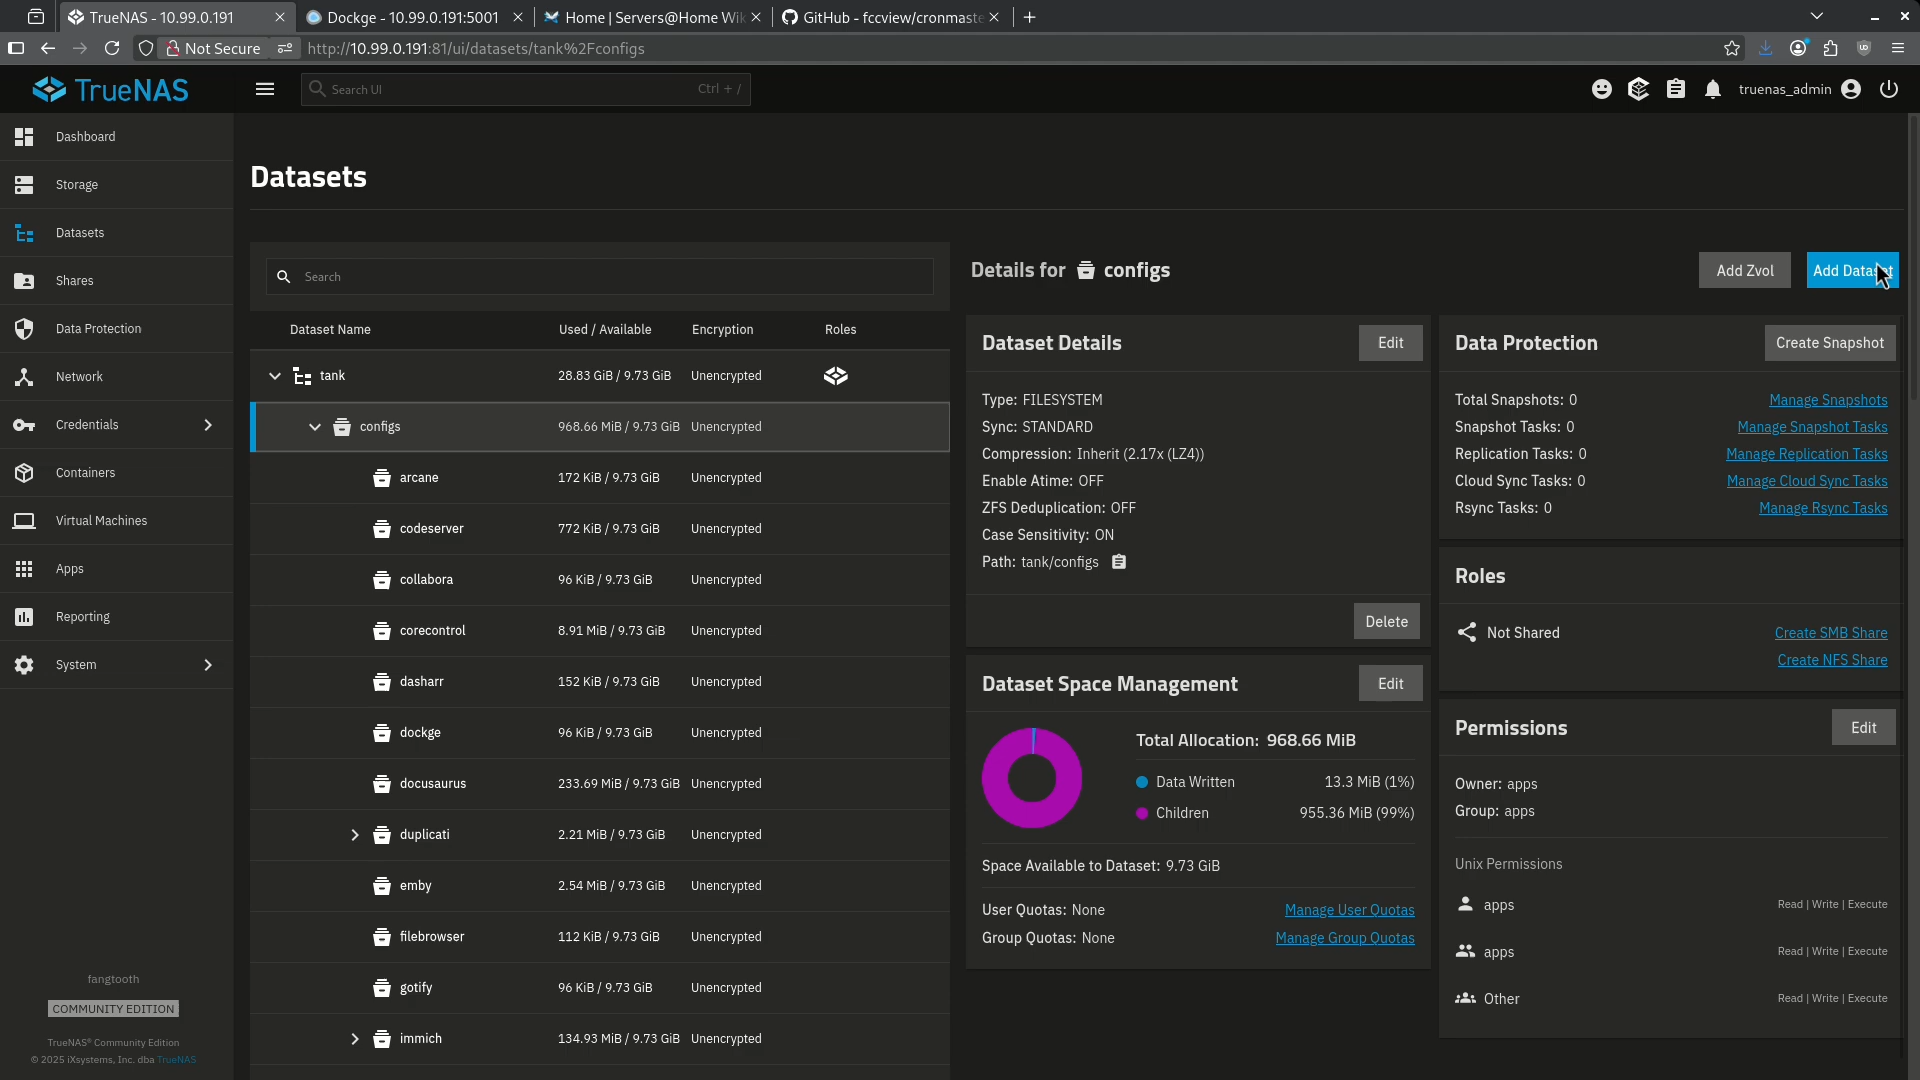 TrueNAS - 10.99.0.191
Dockge - 10.99.0.191:5001
Home | Servers@Home Wik
GitHub - fccview/cronmaste
Not Secure
http://10.99.0.191:81/ui/datasets/tank%2Fconfigs
TrueNAS
Search UI
Ctrl + /
truenas_admin
Dashboard
Storage
Datasets
Shares
Data Protection
Network
Credentials
Containers
Virtual Machines
Apps
Reporting
System
fangtooth
COMMUNITY EDITION
TrueNAS® Community Edition
© 2025 iXsystems, Inc. dba TrueNAS
Datasets
Search
Dataset Name Used / Available Encryption Roles
tank 28.83 GiB / 9.73 GiB Unencrypted
configs 968.66 MiB / 9.73 GiB Unencrypted
arcane 172 KiB / 9.73 GiB Unencrypted
codeserver 772 KiB / 9.73 GiB Unencrypted
collabora 96 KiB / 9.73 GiB Unencrypted
corecontrol 8.91 MiB / 9.73 GiB Unencrypted
dasharr 152 KiB / 9.73 GiB Unencrypted
dockge 96 KiB / 9.73 GiB Unencrypted
docusaurus 233.69 MiB / 9.73 GiB Unencrypted
duplicati 2.21 MiB / 9.73 GiB Unencrypted
emby 2.54 MiB / 9.73 GiB Unencrypted
filebrowser 112 KiB / 9.73 GiB Unencrypted
gotify 96 KiB / 9.73 GiB Unencrypted
immich 134.93 MiB / 9.73 GiB Unencrypted
Details for configs
Add Zvol
Add Dataset
Dataset Details
Edit
Type: FILESYSTEM
Sync: STANDARD
Compression: Inherit (2.17x (LZ4))
Enable Atime: OFF
ZFS Deduplication: OFF
Case Sensitivity: ON
Path: tank/configs
Delete
Dataset Space Management
Edit
Total Allocation: 968.66 MiB
Data Written 13.3 MiB (1%)
Children 955.36 MiB (99%)
Space Available to Dataset: 9.73 GiB
User Quotas: None Manage User Quotas
Group Quotas: None Manage Group Quotas
Data Protection
Create Snapshot
Total Snapshots: 0 Manage Snapshots
Snapshot Tasks: 0 Manage Snapshot Tasks
Replication Tasks: 0 Manage Replication Tasks
Cloud Sync Tasks: 0 Manage Cloud Sync Tasks
Rsync Tasks: 0 Manage Rsync Tasks
Roles
Not Shared Create SMB Share
Create NFS Share
Permissions
Edit
Owner: apps
Group: apps
Unix Permissions
apps Read | Write | Execute
apps Read | Write | Execute
Other Read | Write | Execute